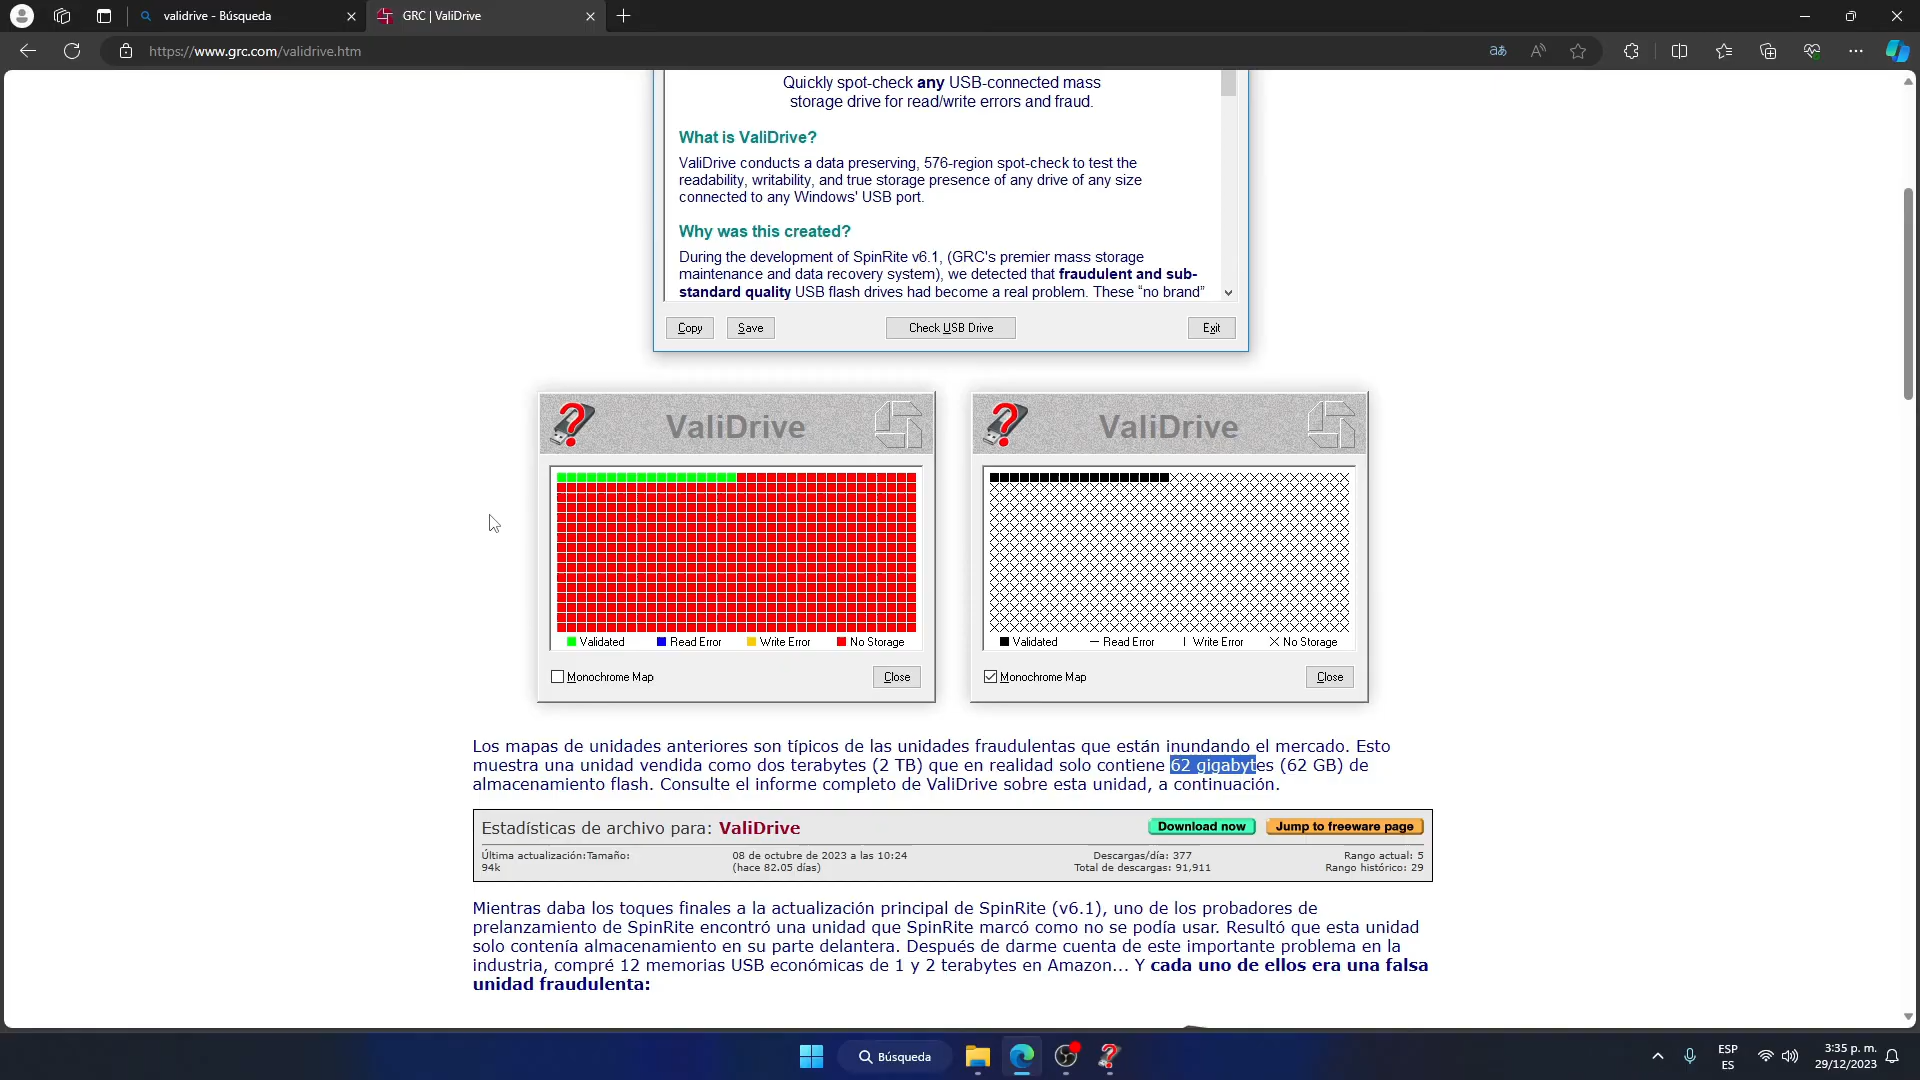 validrive - Búsqueda
GRC | ValiDrive
https://www.grc.com/validrive.htm
Quickly spot-check any USB-connected mass
storage drive for read/write errors and fraud.
What is ValiDrive?
ValiDrive conducts a data preserving, 576-region spot-check to test the
readability, writability, and true storage presence of any drive of any size
connected to any Windows' USB port.
Why was this created?
During the development of SpinRite v6.1, (GRC's premier mass storage
maintenance and data recovery system), we detected that fraudulent and sub-
standard quality USB flash drives had become a real problem. These “no brand”
Copy Save Check USB Drive Exit
ValiDrive
Validated Read Error Write Error No Storage
Monochrome Map Close
ValiDrive
Validated Read Error Write Error No Storage
Monochrome Map Close
Los mapas de unidades anteriores son típicos de las unidades fraudulentas que están inundando el mercado. Esto
muestra una unidad vendida como dos terabytes (2 TB) que en realidad solo contiene 62 gigabytes (62 GB) de
almacenamiento flash. Consulte el informe completo de ValiDrive sobre esta unidad, a continuación.
Estadísticas de archivo para: ValiDrive Download now Jump to freeware page
Última actualización:Tamaño: 08 de octubre de 2023 a las 10:24 Descargas/día: 377 Rango actual: 5
94k (hace 82.05 días) Total de descargas: 91,911 Rango histórico: 29
Mientras daba los toques finales a la actualización principal de SpinRite (v6.1), uno de los probadores de
prelanzamiento de SpinRite encontró una unidad que SpinRite marcó como no se podía usar. Resultó que esta unidad
solo contenía almacenamiento en su parte delantera. Después de darme cuenta de este importante problema en la
industria, compré 12 memorias USB económicas de 1 y 2 terabytes en Amazon... Y cada uno de ellos era una falsa
unidad fraudulenta:
Búsqueda
ESP
ES
3:35 p. m.
29/12/2023